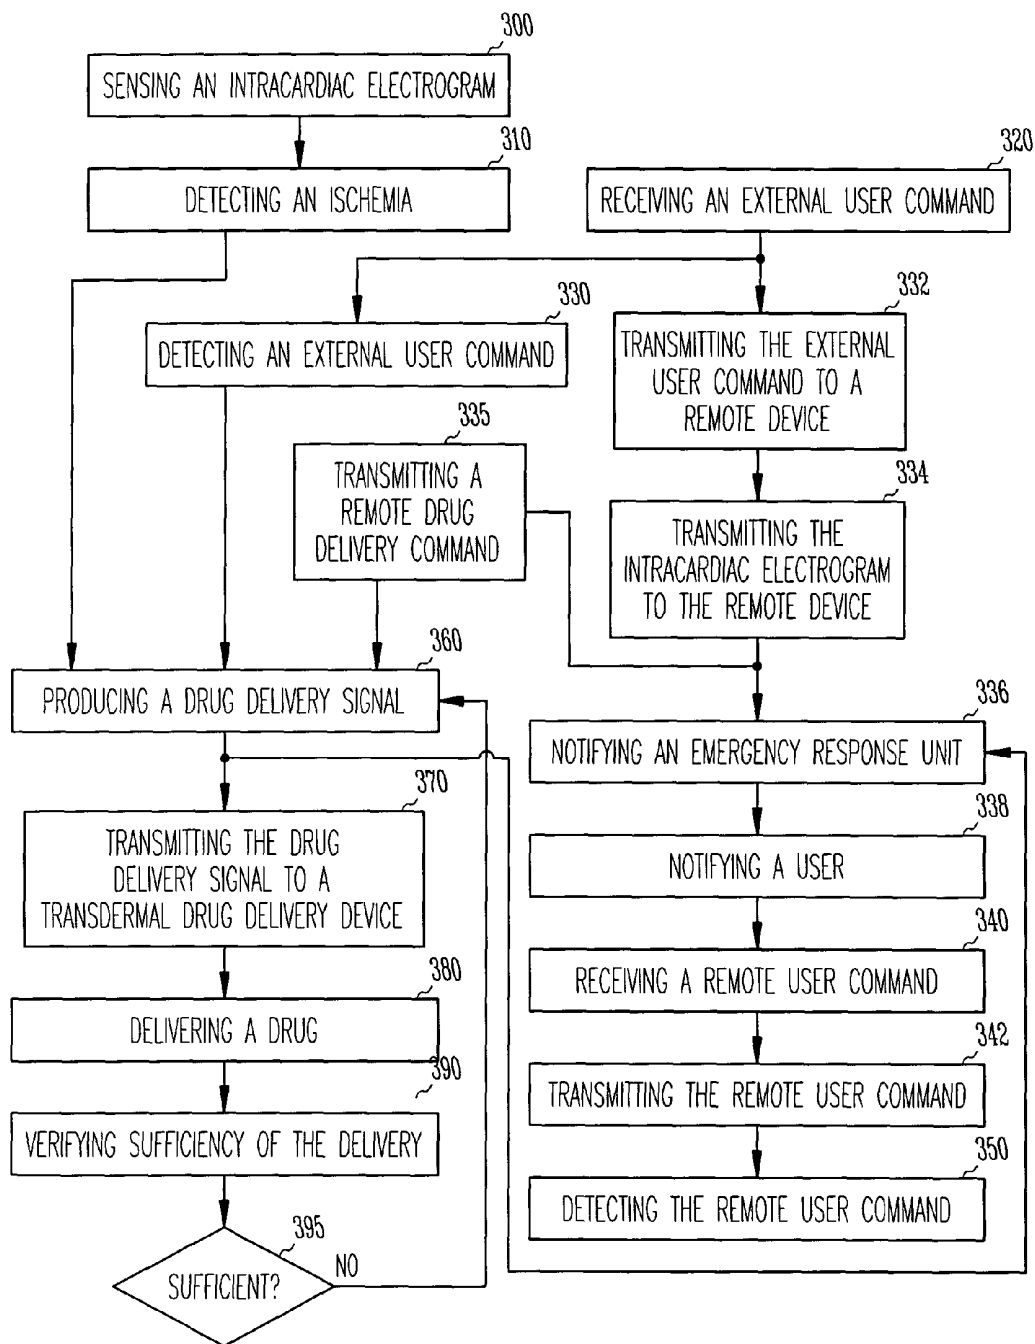 300
SENSING AN INTRACARDIAC ELECTROGRAM
310
DETECTING AN ISCHEMIA
320
RECEIVING AN EXTERNAL USER COMMAND
330
DETECTING AN EXTERNAL USER COMMAND
332
TRANSMITTING THE EXTERNAL
USER COMMAND TO A
REMOTE DEVICE
335
TRANSMITTING A
REMOTE DRUG
DELIVERY COMMAND
334
TRANSMITTING THE
INTRACARDIAC ELECTROGRAM
TO THE REMOTE DEVICE
360
PRODUCING A DRUG DELIVERY SIGNAL
336
NOTIFYING AN EMERGENCY RESPONSE UNIT
370
TRANSMITTING THE DRUG
DELIVERY SIGNAL TO A
TRANSDERMAL DRUG DELIVERY DEVICE
338
NOTIFYING A USER
340
RECEIVING A REMOTE USER COMMAND
380
DELIVERING A DRUG
342
TRANSMITTING THE REMOTE USER COMMAND
390
VERIFYING SUFFICIENCY OF THE DELIVERY
350
DETECTING THE REMOTE USER COMMAND
395
SUFFICIENT?
NO